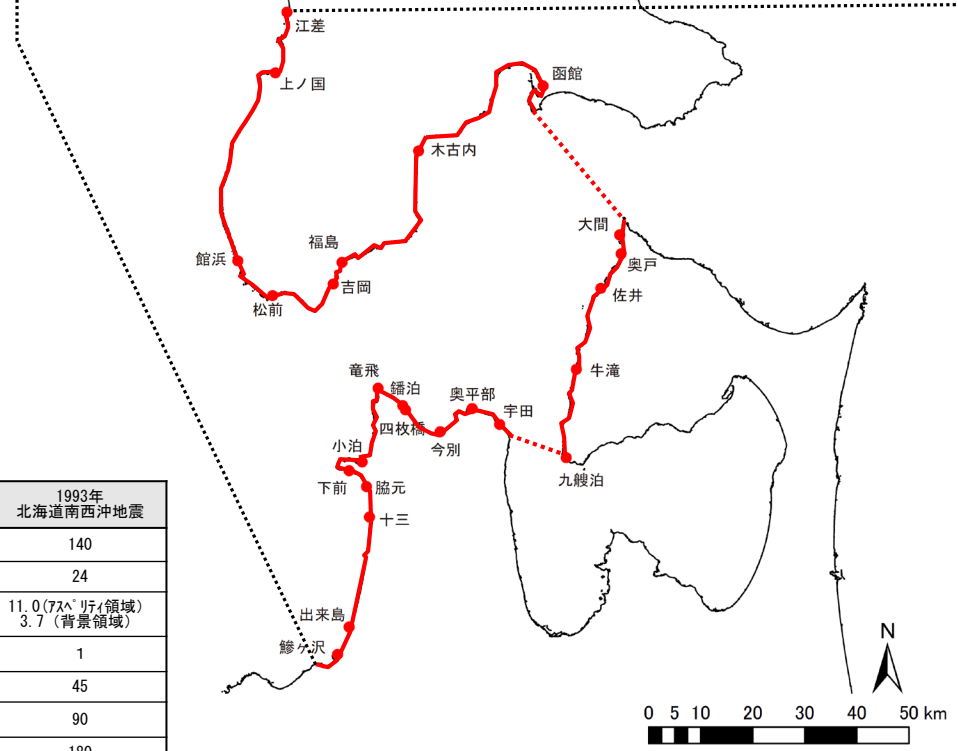 江差
上ノ国
函館
木古内
大間
福島
奥戸
館浜
吉岡
佐井
松前
牛滝
竜飛
鐇泊
奥平部
宇田
四枚橋
今別
小泊
九艘泊
下前
脇元
十三
出来島
鰺ヶ沢
1993年
北海道南西沖地震
140
24
11.0(ｱｽﾍﾟﾘﾃｨ領域)
3.7 (背景領域)
1
45
90
180
N
0 5 10 20 30 40 50 km